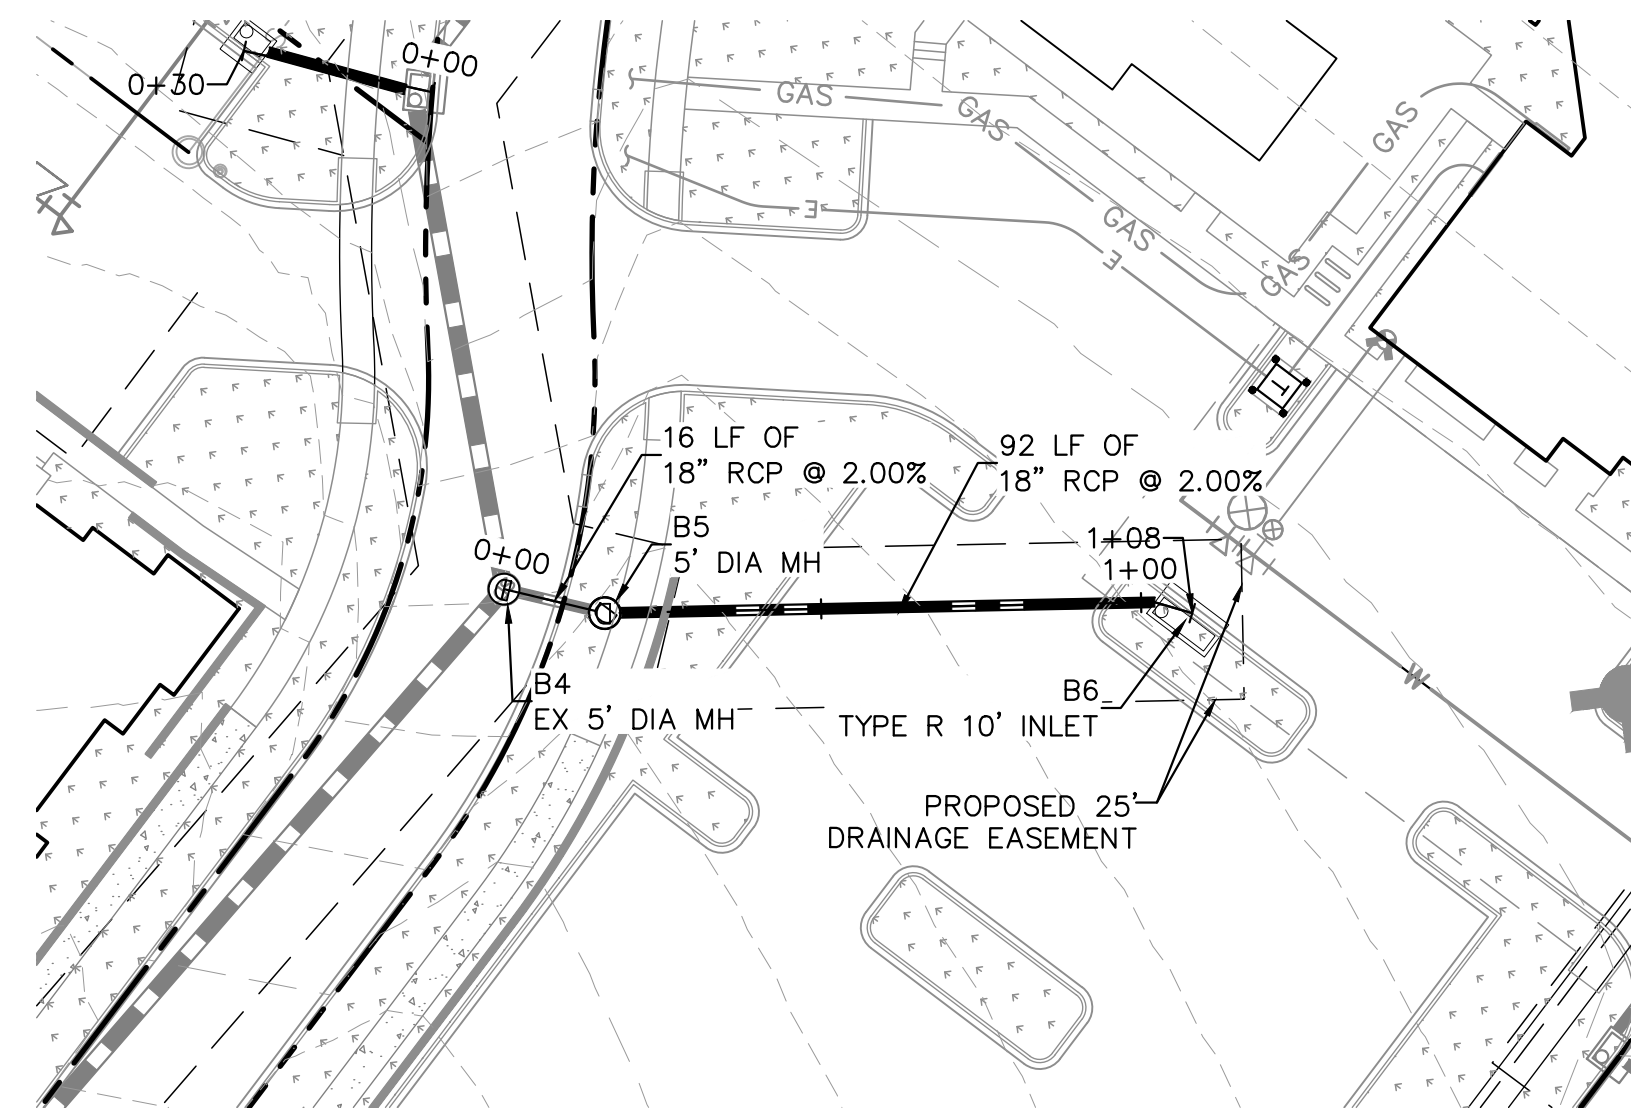 0+00
0+30
GAS
GAS
GAS
GAS
GAS
E
E
T
16 LF OF
18” RCP @ 2.00%
92 LF OF
18” RCP @ 2.00%
B5
5’ DIA MH
0+00
1+08
1+00
B4
EX 5’ DIA MH
B6
TYPE R 10’ INLET
W
PROPOSED 25’
DRAINAGE EASEMENT